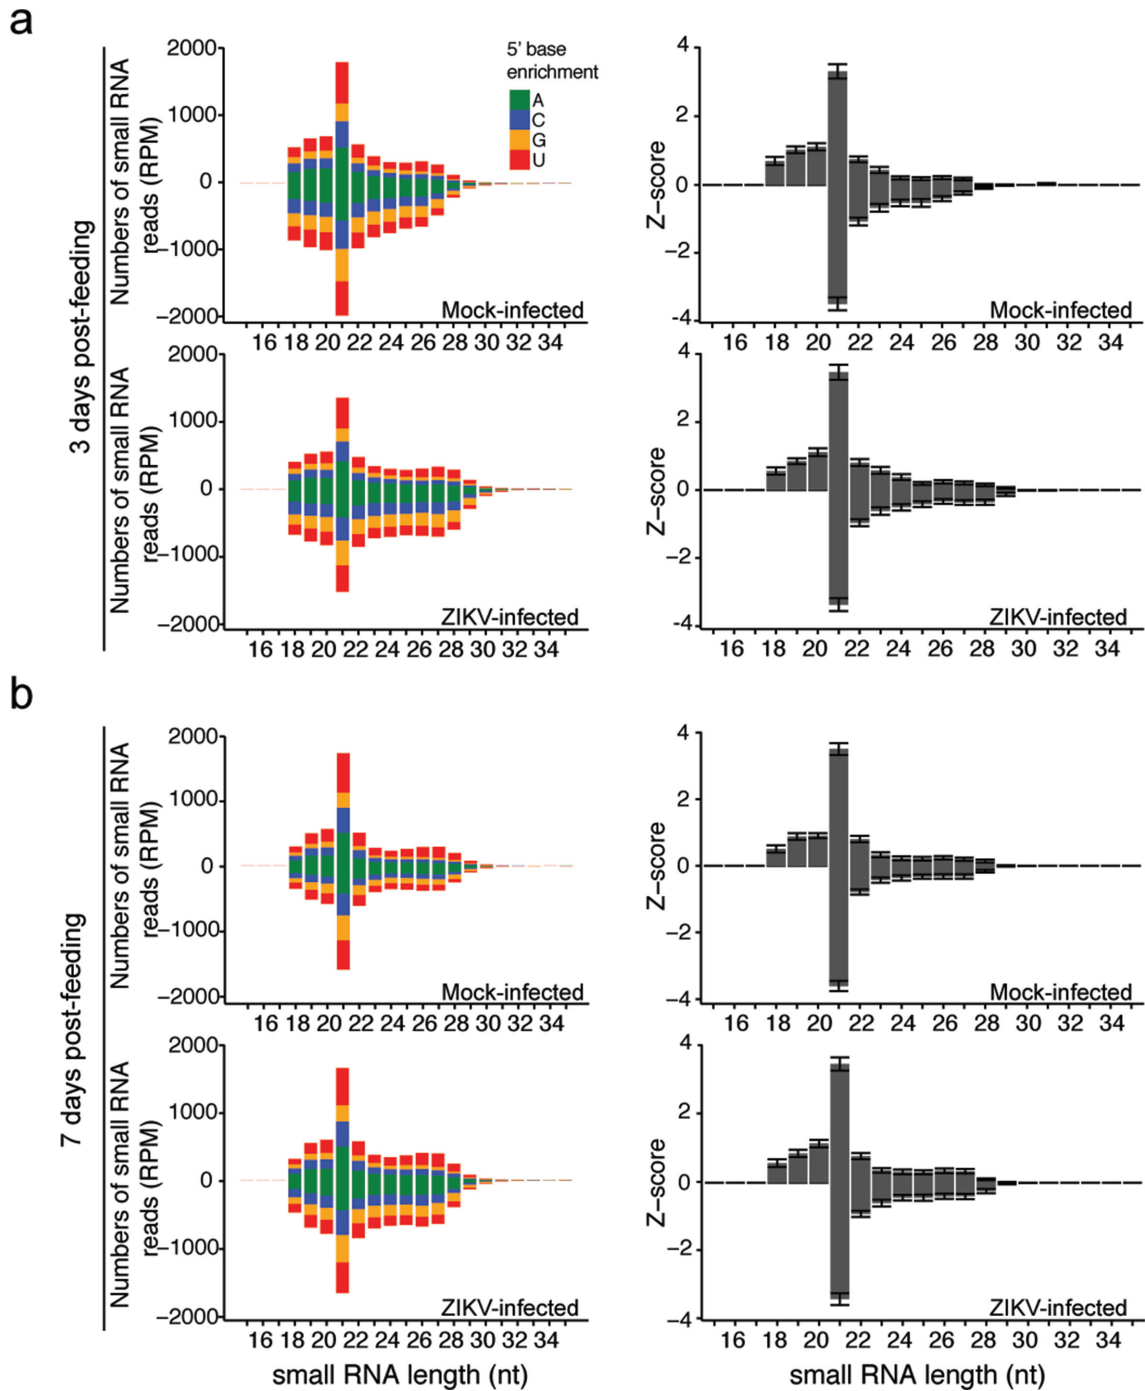 a
3 days post-feeding
Numbers of small RNA
reads (RPM)
2000
1000
0
−1000
−2000
5' base
enrichment
A
C
G
U
Mock-infected
16 18 20 22 24 26 28 30 32 34
Z−score
4
2
0
−2
-4
Mock-infected
16 18 20 22 24 26 28 30 32 34
Numbers of small RNA
reads (RPM)
2000
1000
0
−1000
−2000
ZIKV-infected
16 18 20 22 24 26 28 30 32 34
Z−score
4
2
0
−2
-4
ZIKV-infected
16 18 20 22 24 26 28 30 32 34
b
7 days post-feeding
Numbers of small RNA
reads (RPM)
2000
1000
0
−1000
−2000
Mock-infected
16 18 20 22 24 26 28 30 32 34
Z−score
4
2
0
−2
−4
Mock-infected
16 18 20 22 24 26 28 30 32 34
Numbers of small RNA
reads (RPM)
2000
1000
0
−1000
−2000
ZIKV-infected
16 18 20 22 24 26 28 30 32 34
small RNA length (nt)
Z−score
4
2
0
−2
−4
ZIKV-infected
16 18 20 22 24 26 28 30 32 34
small RNA length (nt)